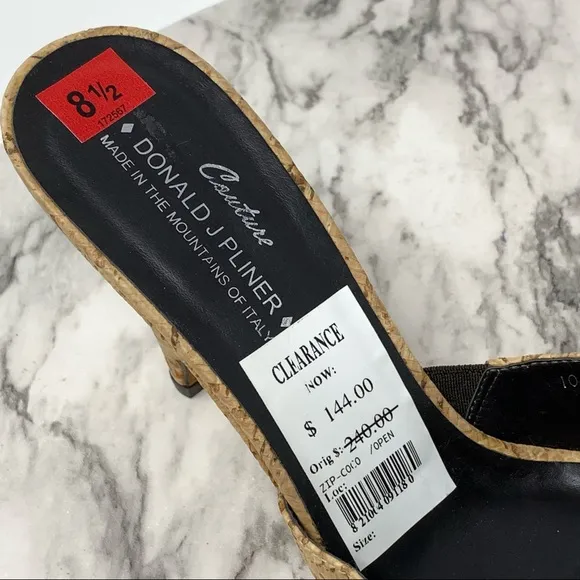 8 1/2
172567
Couture
DONALD J PLINER
MADE IN THE MOUNTAINS OF ITALY
CLEARANCE
NOW:
$ 144.00
Orig $: 240.00
ZIP-COCO /OPEN
Loc:
Size:
10